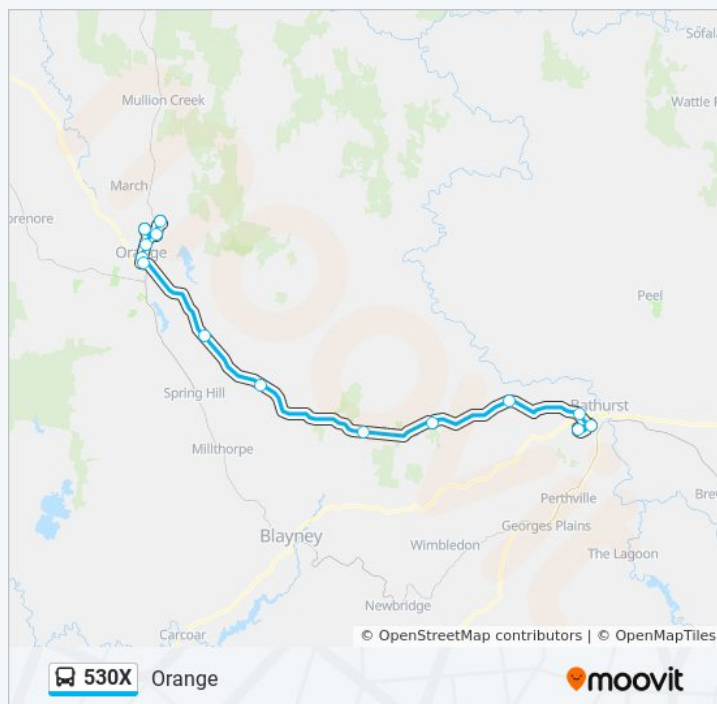 Sofala
Mullion Creek
Wattle F
March
orenore
Orange
Peel
Spring Hill
Bathurst
Millthorpe
Perthville
Brew
Georges Plains
Blayney
Wimbledon
The Lagoon
Newbridge
Carcoar
© OpenStreetMap contributors | © OpenMapTiles
530X Orange
moovit